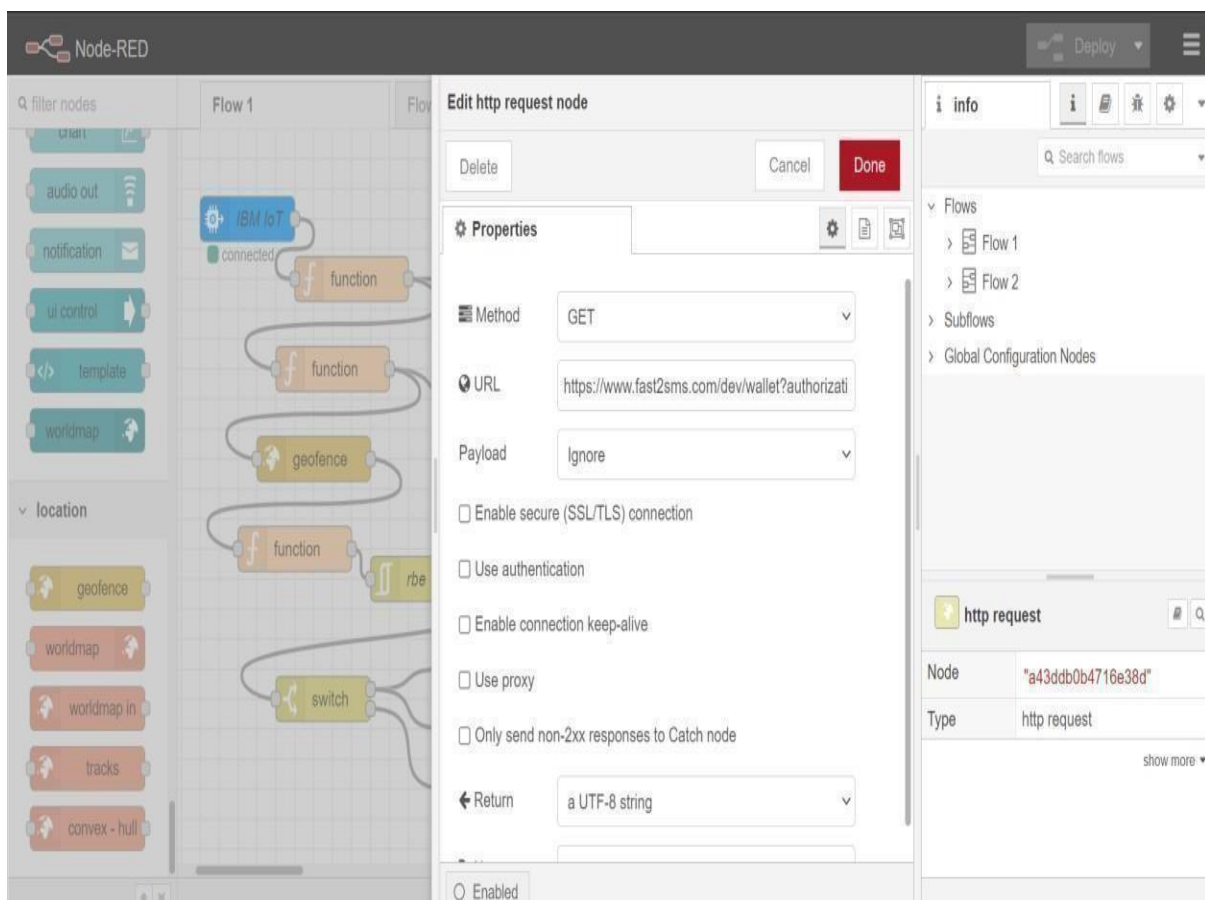 Node-RED
Deploy
filter nodes
chart
audio out
notification
ui control
</> template
worldmap
location
geofence
worldmap
worldmap in
tracks
convex - hull
Flow 1
Flow
IBM IoT
connected
function
function
geofence
function
rbe
switch
Edit http request node
Delete
Cancel
Done
Properties
Method
GET
URL
https://www.fast2sms.com/dev/wallet?authorizati
Payload
Ignore
Enable secure (SSL/TLS) connection
Use authentication
Enable connection keep-alive
Use proxy
Only send non-2xx responses to Catch node
Return
a UTF-8 string
Enabled
i info
i
Search flows
Flows
Flow 1
Flow 2
Subflows
Global Configuration Nodes
http request
Node
"a43ddb0b4716e38d"
Type
http request
show more